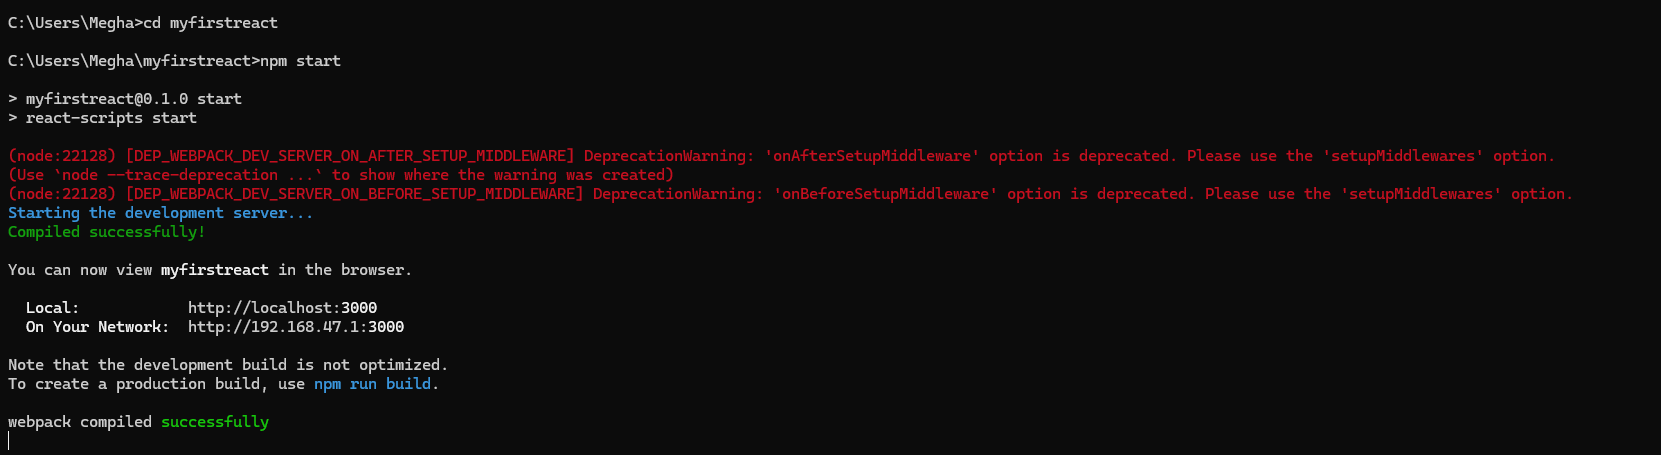 C:\Users\Megha>cd myfirstreact
C:\Users\Megha\myfirstreact>npm start
> myfirstreact@0.1.0 start
> react-scripts start
(node:22128) [DEP_WEBPACK_DEV_SERVER_ON_AFTER_SETUP_MIDDLEWARE] DeprecationWarning: 'onAfterSetupMiddleware' option is deprecated. Please use the 'setupMiddlewares' option.
(Use `node --trace-deprecation ...` to show where the warning was created)
(node:22128) [DEP_WEBPACK_DEV_SERVER_ON_BEFORE_SETUP_MIDDLEWARE] DeprecationWarning: 'onBeforeSetupMiddleware' option is deprecated. Please use the 'setupMiddlewares' option.
Starting the development server...
Compiled successfully!
You can now view myfirstreact in the browser.
Local: http://localhost:3000
On Your Network: http://192.168.47.1:3000
Note that the development build is not optimized.
To create a production build, use npm run build.
webpack compiled successfully